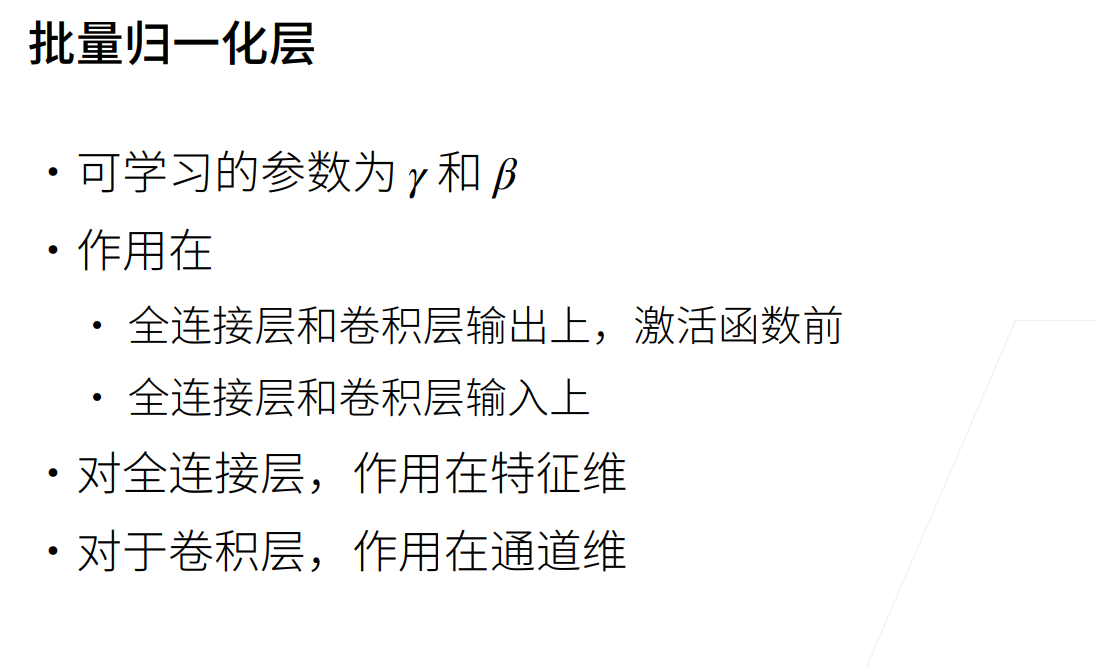 批量归一化层
• 可学习的参数为 γ 和 β
• 作用在
• 全连接层和卷积层输出上，激活函数前
• 全连接层和卷积层输入上
• 对全连接层，作用在特征维
• 对于卷积层，作用在通道维